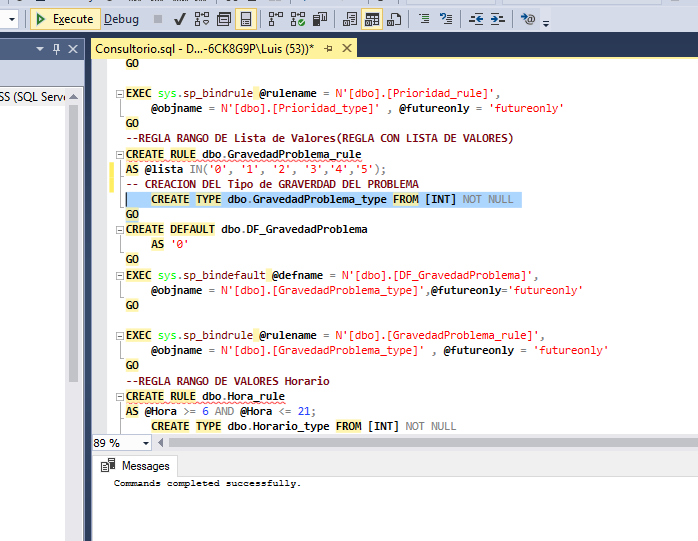 Execute Debug
Consultorio.sql - D...-6CK8G9P\Luis (53))*
SS (SQL Serve
GO
EXEC sys.sp_bindrule @rulename = N'[dbo].[Prioridad_rule]',
@objname = N'[dbo].[Prioridad_type]' , @futureonly = 'futureonly'
GO
--REGLA RANGO DE Lista de Valores(REGLA CON LISTA DE VALORES)
CREATE RULE dbo.GravedadProblema_rule
AS @lista IN('0', '1', '2', '3','4','5');
-- CREACION DEL Tipo de GRAVERDAD DEL PROBLEMA
CREATE TYPE dbo.GravedadProblema_type FROM [INT] NOT NULL
GO
CREATE DEFAULT dbo.DF_GravedadProblema
AS '0'
GO
EXEC sys.sp_bindefault @defname = N'[dbo].[DF_GravedadProblema]',
@objname = N'[dbo].[GravedadProblema_type]',@futureonly='futureonly'
GO
EXEC sys.sp_bindrule @rulename = N'[dbo].[GravedadProblema_rule]',
@objname = N'[dbo].[GravedadProblema_type]' , @futureonly = 'futureonly'
GO
--REGLA RANGO DE VALORES Horario
CREATE RULE dbo.Hora_rule
AS @Hora >= 6 AND @Hora <= 21;
CREATE TYPE dbo.Horario_type FROM [INT] NOT NULL
89 %
Messages
Commands completed successfully.